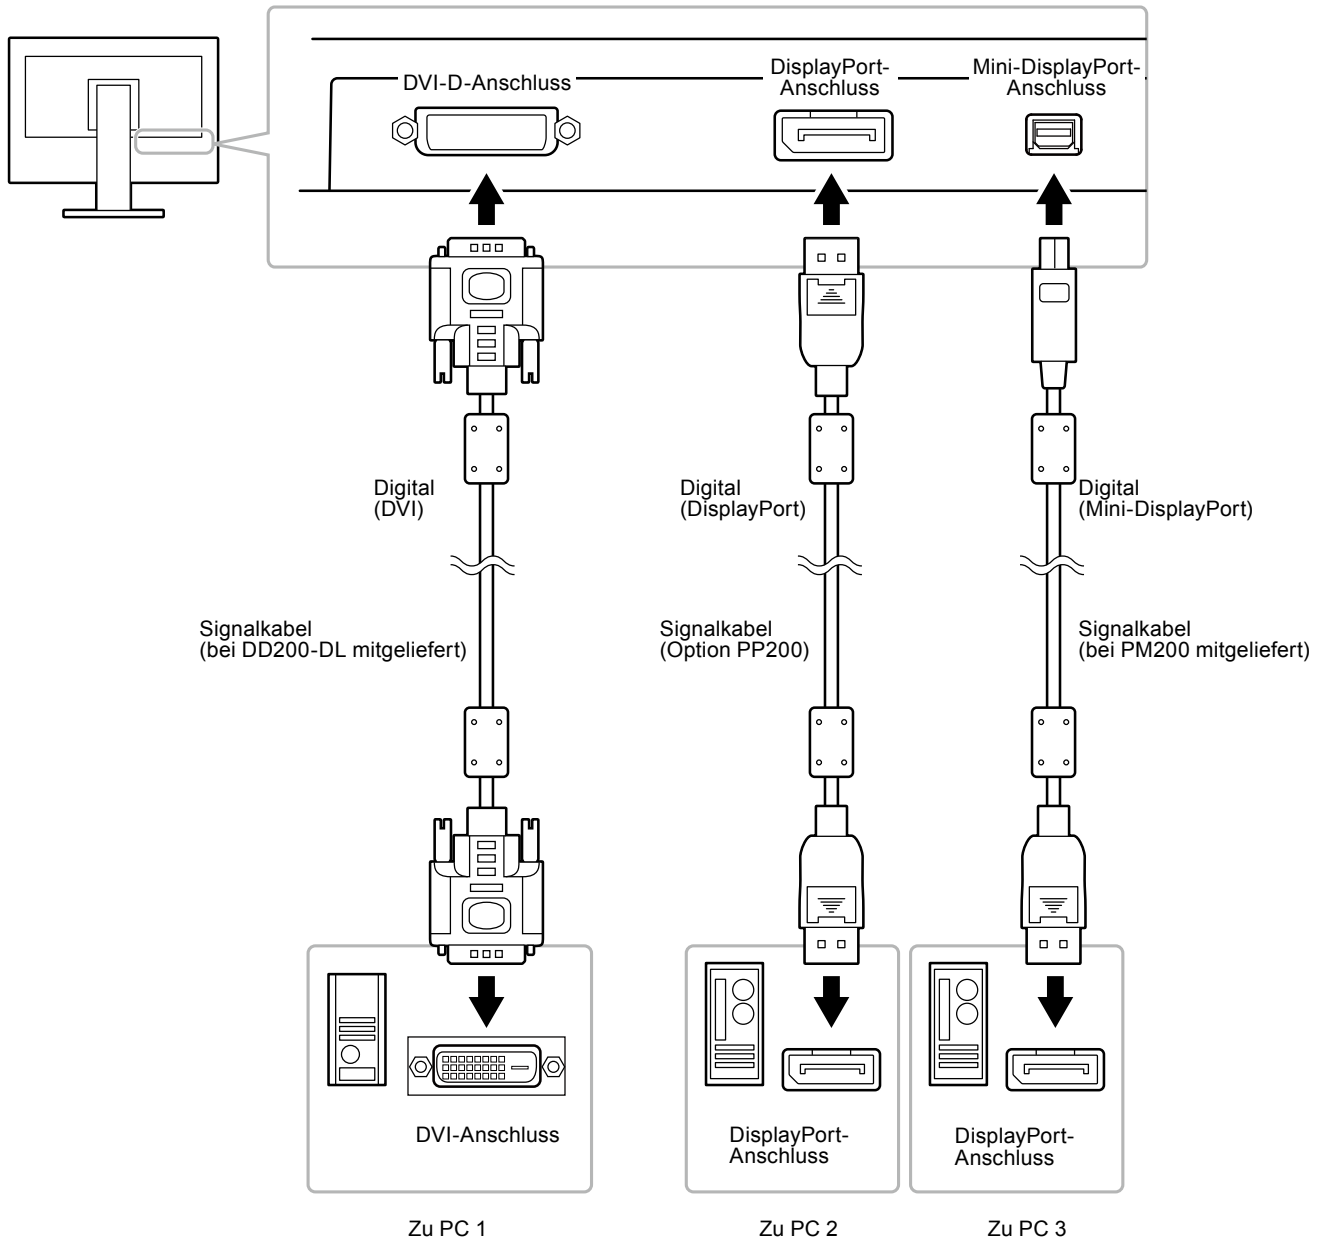 DVI-D-Anschluss
DisplayPort-
Anschluss
Mini-DisplayPort-
Anschluss
Digital
(DVI)
Digital
(DisplayPort)
Digital
(Mini-DisplayPort)
Signalkabel
(bei DD200-DL mitgeliefert)
Signalkabel
(Option PP200)
Signalkabel
(bei PM200 mitgeliefert)
DVI-Anschluss
DisplayPort-
Anschluss
DisplayPort-
Anschluss
Zu PC 1
Zu PC 2
Zu PC 3